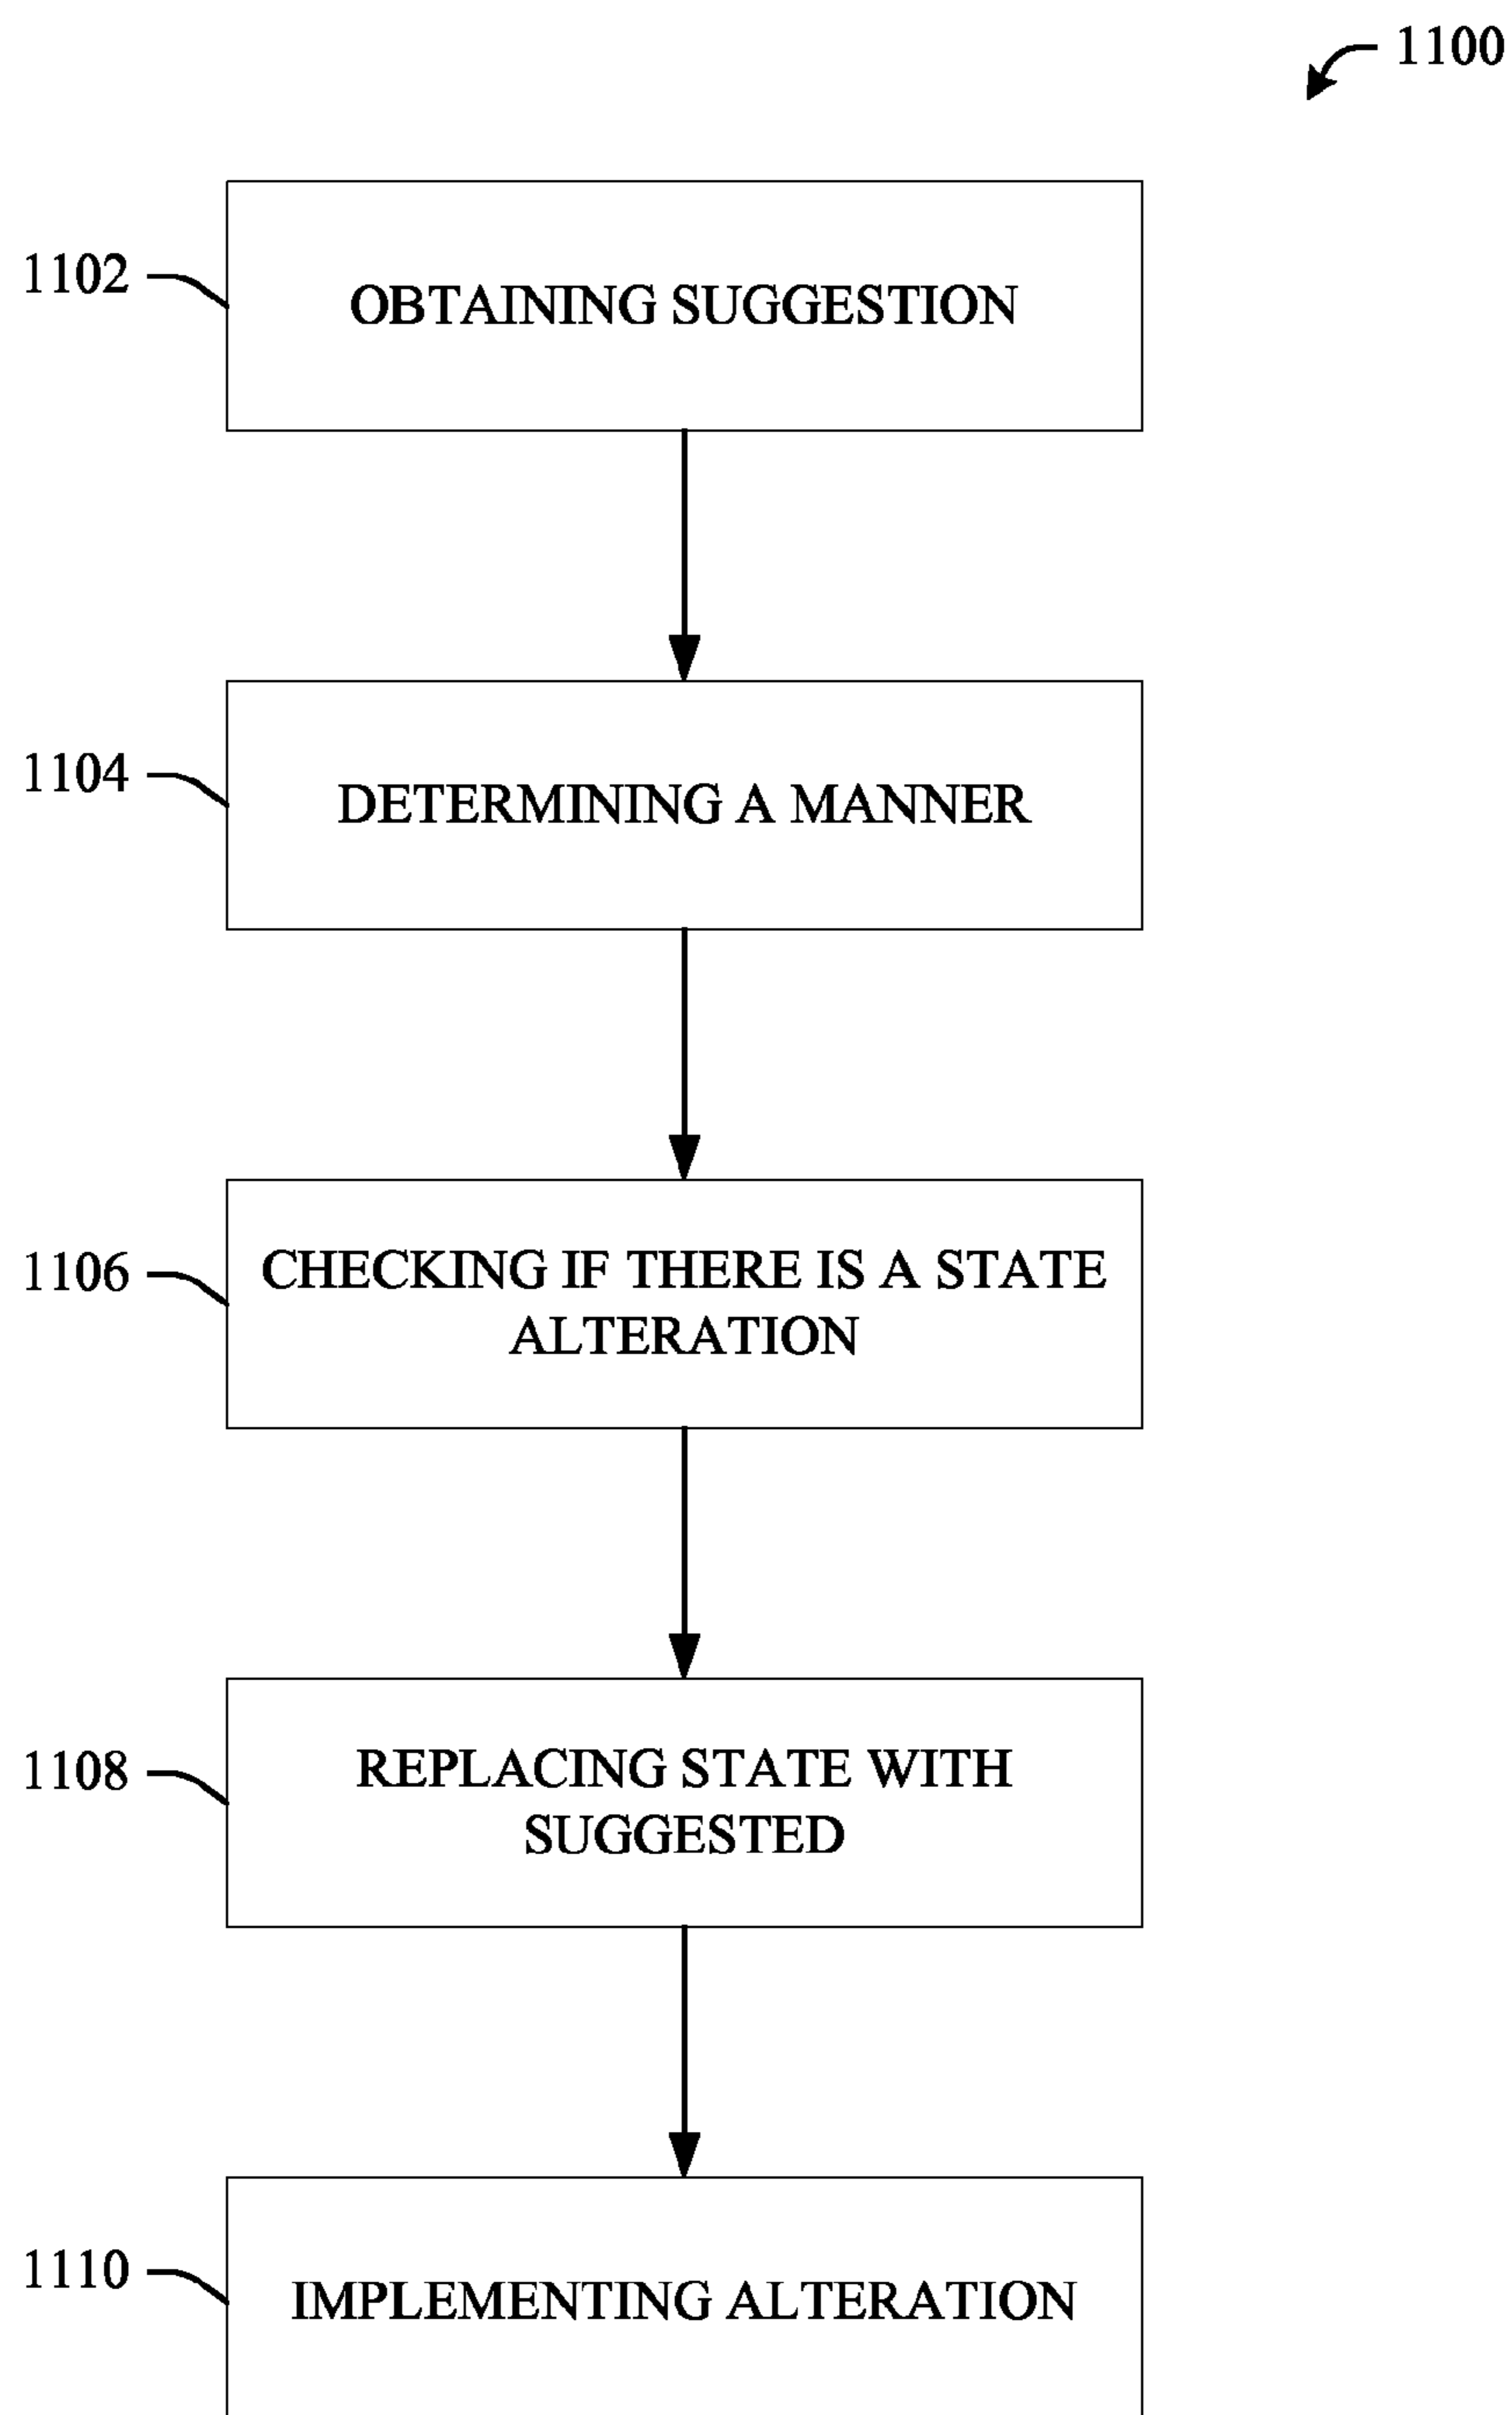 1100
1102
OBTAINING SUGGESTION
1104
DETERMINING A MANNER
1106
CHECKING IF THERE IS A STATE
ALTERATION
1108
REPLACING STATE WITH
SUGGESTED
1110
IMPLEMENTING ALTERATION